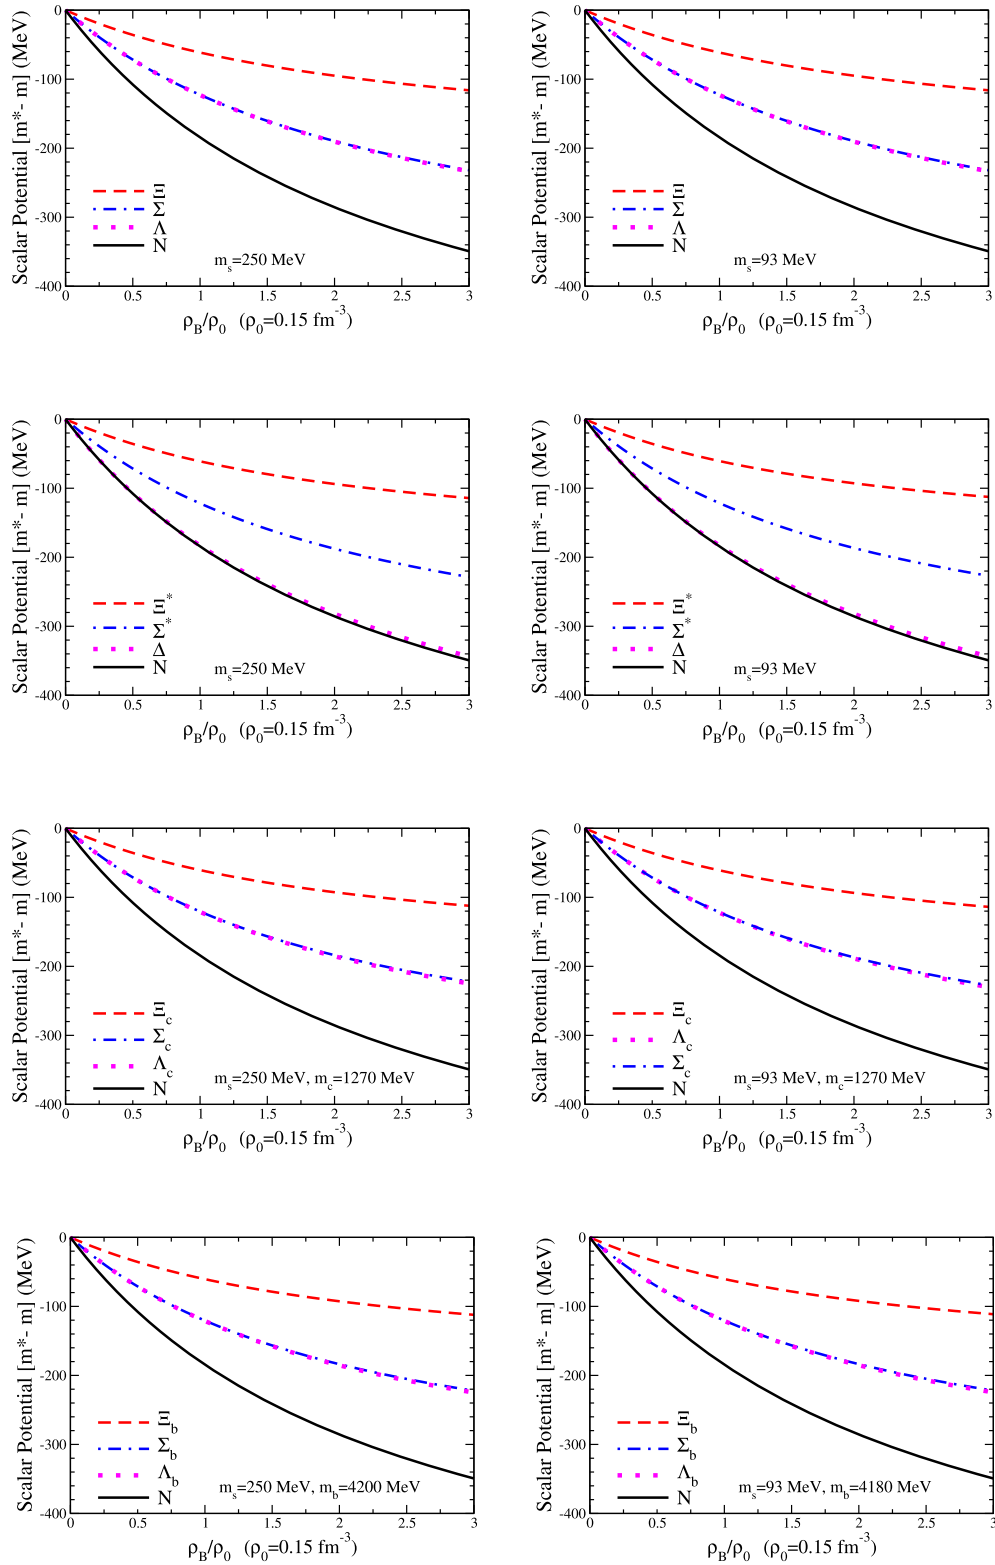 Scalar Potential [m*- m] (MeV)
0
-100
-200
-300
-400
Ξ
Σ
Λ
N
m_s=250 MeV
0 0.5 1 1.5 2 2.5 3
ρ_B/ρ_0 (ρ_0=0.15 fm^-3)
Scalar Potential [m*- m] (MeV)
0
-100
-200
-300
-400
Ξ
Σ
Λ
N
m_s=93 MeV
0 0.5 1 1.5 2 2.5 3
ρ_B/ρ_0 (ρ_0=0.15 fm^-3)
Scalar Potential [m*- m] (MeV)
0
-100
-200
-300
-400
Ξ*
Σ*
Δ
N
m_s=250 MeV
0 0.5 1 1.5 2 2.5 3
ρ_B/ρ_0 (ρ_0=0.15 fm^-3)
Scalar Potential [m*- m] (MeV)
0
-100
-200
-300
-400
Ξ*
Σ*
Δ
N
m_s=93 MeV
0 0.5 1 1.5 2 2.5 3
ρ_B/ρ_0 (ρ_0=0.15 fm^-3)
Scalar Potential [m*- m] (MeV)
0
-100
-200
-300
-400
Ξ_c
Σ_c
Λ_c
N
m_s=250 MeV, m_c=1270 MeV
0 0.5 1 1.5 2 2.5 3
ρ_B/ρ_0 (ρ_0=0.15 fm^-3)
Scalar Potential [m*- m] (MeV)
0
-100
-200
-300
-400
Ξ_c
Λ_c
Σ_c
N
m_s=93 MeV, m_c=1270 MeV
0 0.5 1 1.5 2 2.5 3
ρ_B/ρ_0 (ρ_0=0.15 fm^-3)
Scalar Potential [m*- m] (MeV)
0
-100
-200
-300
-400
Ξ_b
Σ_b
Λ_b
N
m_s=250 MeV, m_b=4200 MeV
0 0.5 1 1.5 2 2.5 3
ρ_B/ρ_0 (ρ_0=0.15 fm^-3)
Scalar Potential [m*- m] (MeV)
0
-100
-200
-300
-400
Ξ_b
Σ_b
Λ_b
N
m_s=93 MeV, m_b=4180 MeV
0 0.5 1 1.5 2 2.5 3
ρ_B/ρ_0 (ρ_0=0.15 fm^-3)